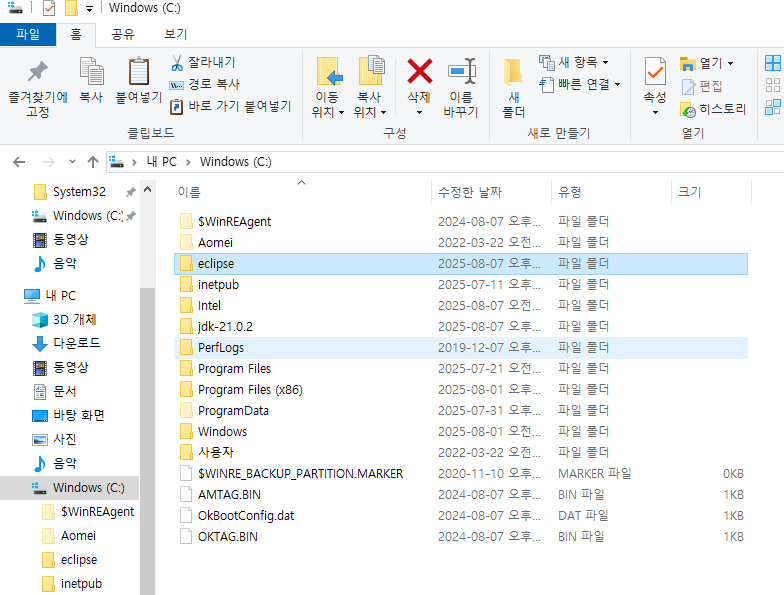 Windows (C:)
파일 홈 공유 보기
즐겨찾기에 고정
복사
붙여넣기
잘라내기
경로 복사
바로 가기 붙여넣기
클립보드
이동 위치
복사 위치
삭제
이름 바꾸기
구성
새 폴더
새 항목
빠른 연결
새로 만들기
속성
열기
편집
히스토리
열기
내 PC > Windows (C:)
System32
Windows (C:)
동영상
음악
내 PC
3D 개체
다운로드
동영상
문서
바탕 화면
사진
음악
Windows (C:)
$WinREAgent
Aomei
eclipse
inetpub
이름 수정한 날짜 유형 크기
$WinREAgent 2024-08-07 오후... 파일 폴더
Aomei 2022-03-22 오전... 파일 폴더
eclipse 2025-08-07 오후... 파일 폴더
inetpub 2025-07-11 오후... 파일 폴더
Intel 2025-08-07 오후... 파일 폴더
jdk-21.0.2 2025-08-07 오후... 파일 폴더
PerfLogs 2019-12-07 오후... 파일 폴더
Program Files 2025-07-21 오전... 파일 폴더
Program Files (x86) 2025-08-01 오후... 파일 폴더
ProgramData 2025-07-31 오후... 파일 폴더
Windows 2025-08-01 오전... 파일 폴더
사용자 2022-03-22 오전... 파일 폴더
$WINRE_BACKUP_PARTITION.MARKER 2020-11-10 오후... MARKER 파일 0KB
AMTAG.BIN 2024-08-07 오후... BIN 파일 1KB
OkBootConfig.dat 2024-08-07 오후... DAT 파일 1KB
OKTAG.BIN 2024-08-07 오후... BIN 파일 1KB